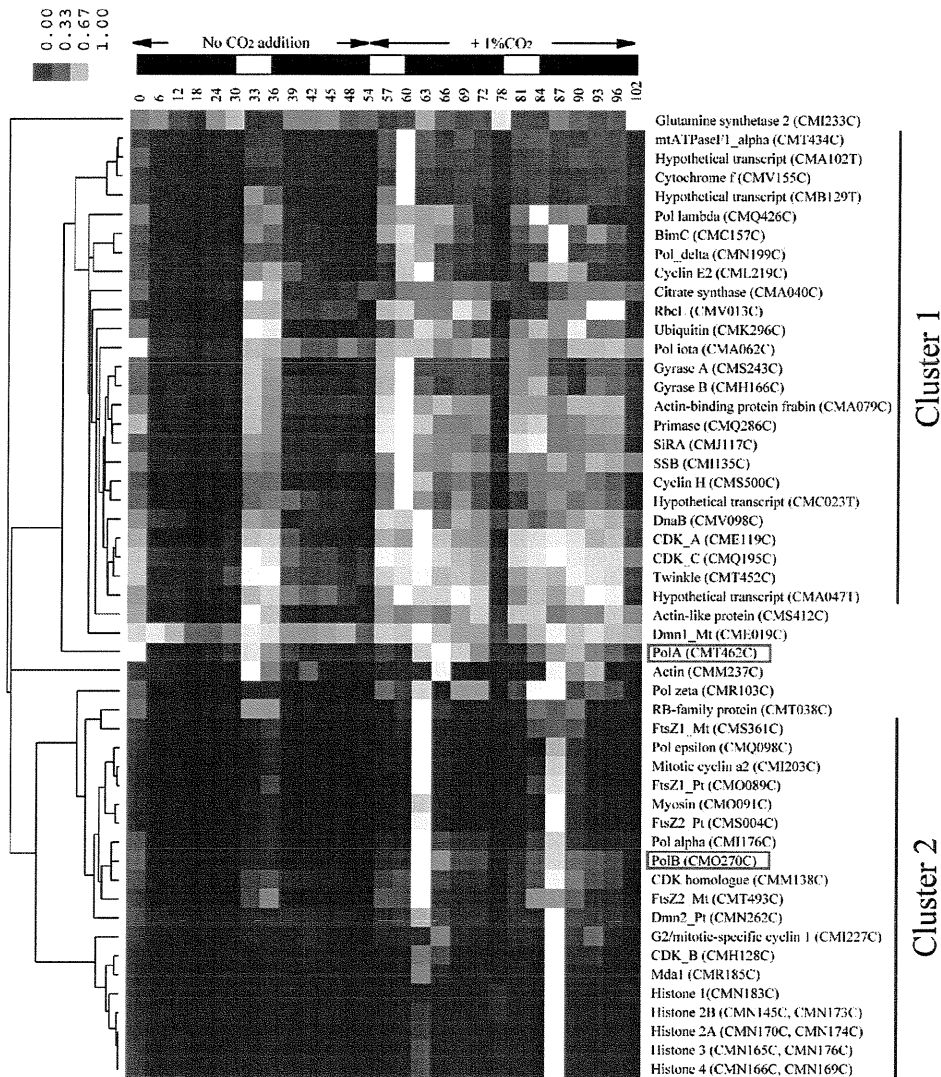 0.00
0.33
0.67
1.00
No CO2 addition
+ 1%CO2
0 6 12 18 24 30 33 36 39 42 45 48 54 57 60 63 66 69 72 78 81 84 87 90 93 96 102
Glutamine synthetase 2 (CMI233C)
mtATPaseF1_alpha (CMT434C)
Hypothetical transcript (CMA102T)
Cytochrome f (CMV155C)
Hypothetical transcript (CMB129T)
Pol lambda (CMQ426C)
BimC (CMC157C)
Pol_delta (CMN199C)
Cyclin E2 (CML219C)
Citrate synthase (CMA040C)
RbcL (CMV013C)
Ubiquitin (CMK296C)
Pol iota (CMA062C)
Gyrase A (CMS243C)
Gyrase B (CMH166C)
Actin-binding protein frabin (CMA079C)
Primase (CMQ286C)
SiRA (CMJ117C)
SSB (CMI135C)
Cyclin H (CMS500C)
Hypothetical transcript (CMC023T)
DnaB (CMV098C)
CDK_A (CME119C)
CDK_C (CMQ195C)
Twinkle (CMT452C)
Hypothetical transcript (CMA047T)
Actin-like protein (CMS412C)
Dmn1_Mt (CME019C)
PolA (CMT462C)
Actin (CMM237C)
Pol zeta (CMR103C)
RB-family protein (CMT038C)
FtsZ1_Mt (CMS361C)
Pol epsilon (CMQ098C)
Mitotic cyclin a2 (CMI203C)
FtsZ1_Pt (CMO089C)
Myosin (CMO091C)
FtsZ2_Pt (CMS004C)
Pol alpha (CMI176C)
PolB (CMO270C)
CDK homologue (CMM138C)
FtsZ2_Mt (CMT493C)
Dmn2_Pt (CMN262C)
G2/mitotic-specific cyclin 1 (CMI227C)
CDK_B (CMH128C)
Mda1 (CMR185C)
Histone 1(CMN183C)
Histone 2B (CMN145C, CMN173C)
Histone 2A (CMN170C, CMN174C)
Histone 3 (CMN165C, CMN176C)
Histone 4 (CMN166C, CMN169C)
Cluster 1
Cluster 2